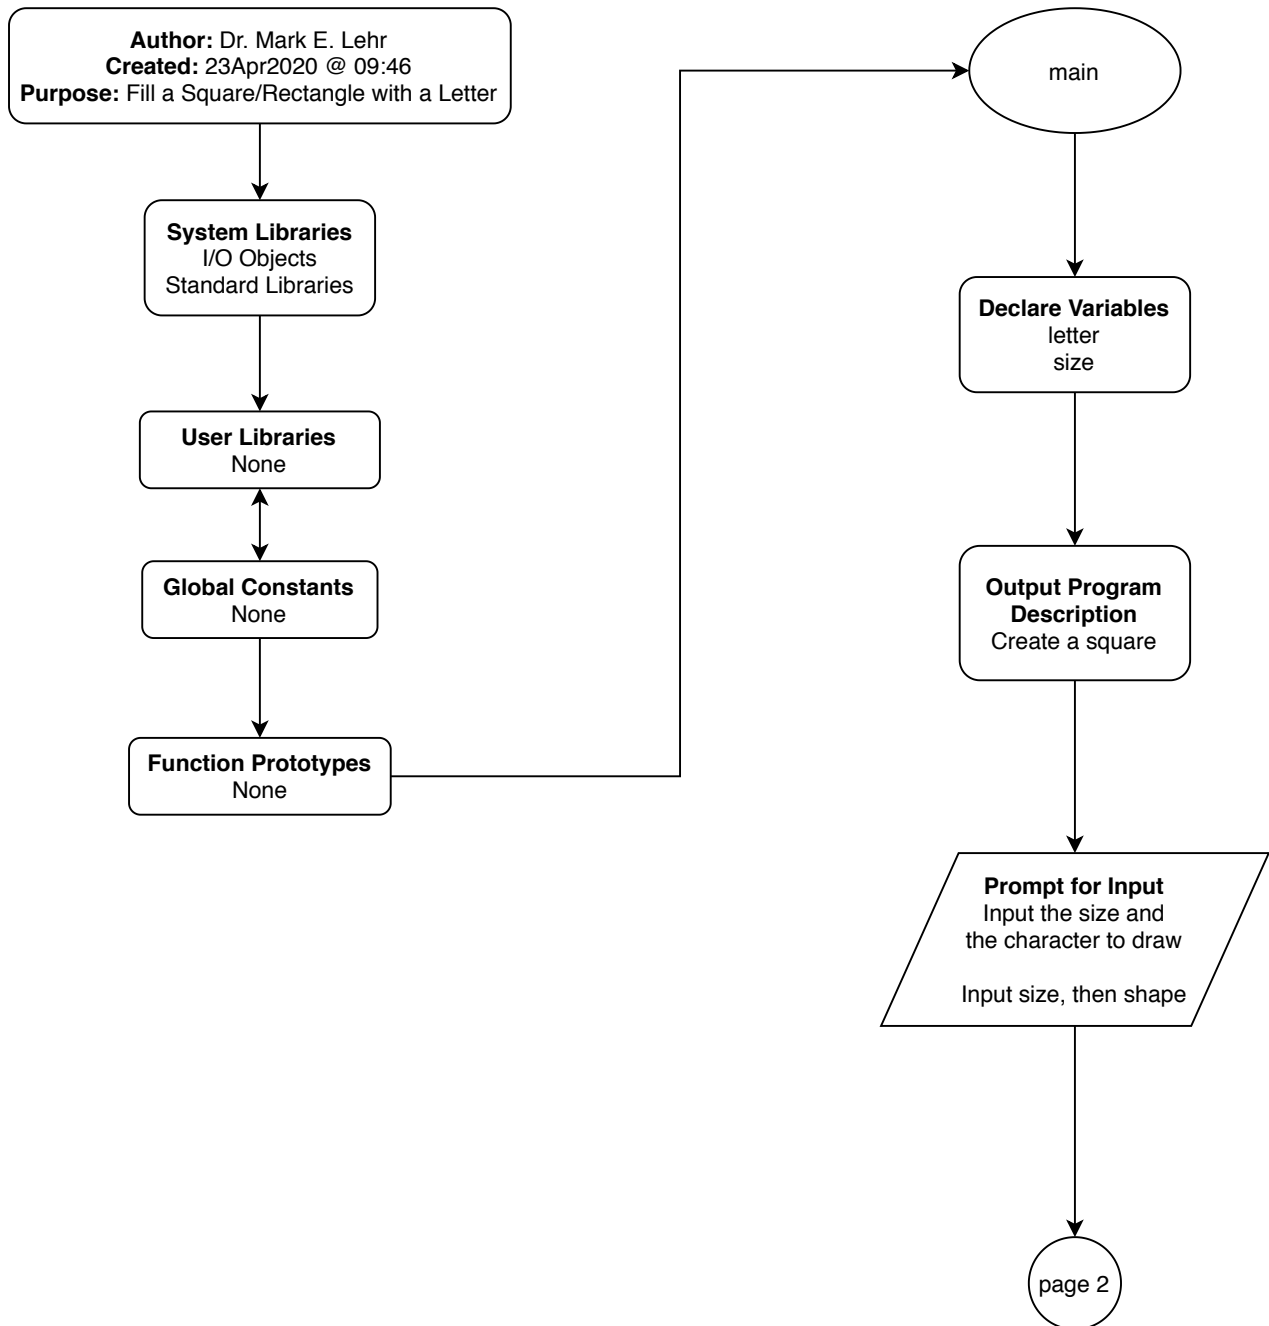 Author: Dr. Mark E. Lehr
Created: 23Apr2020 @ 09:46
Purpose: Fill a Square/Rectangle with a Letter
System Libraries
I/O Objects
Standard Libraries
User Libraries
None
Global Constants
None
Function Prototypes
None
main
Declare Variables
letter
size
Output Program
Description
Create a square
Prompt for Input
Input the size and
the character to draw
Input size, then shape
page 2